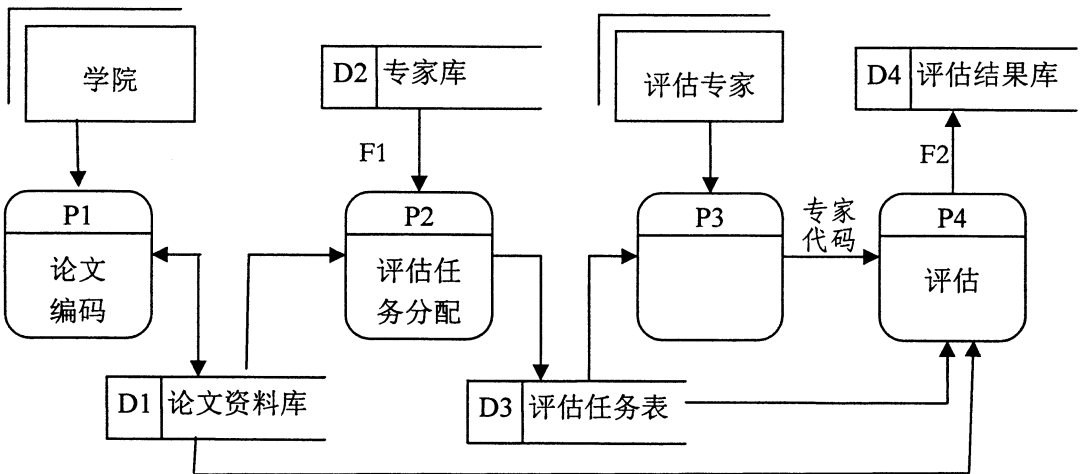 学院
D2 专家库
评估专家
D4 评估结果库
F1
F2
P1
论文
编码
P2
评估任
务分配
P3
专家
代码
P4
评估
D1 论文资料库
D3 评估任务表